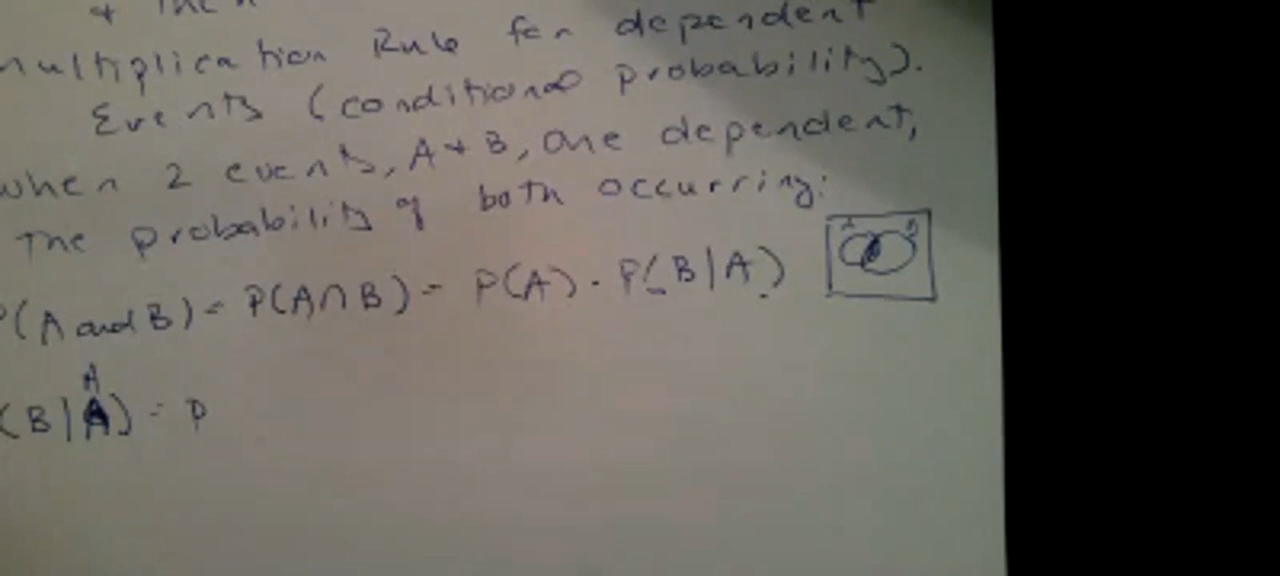 multiplication Rule for dependent
Events (conditional probability).
when 2 events, A + B, are dependent,
The probability of both occurring:
P(A and B) = P(A∩B) = P(A) · P(B|A)
A B
A
(B|A) = P